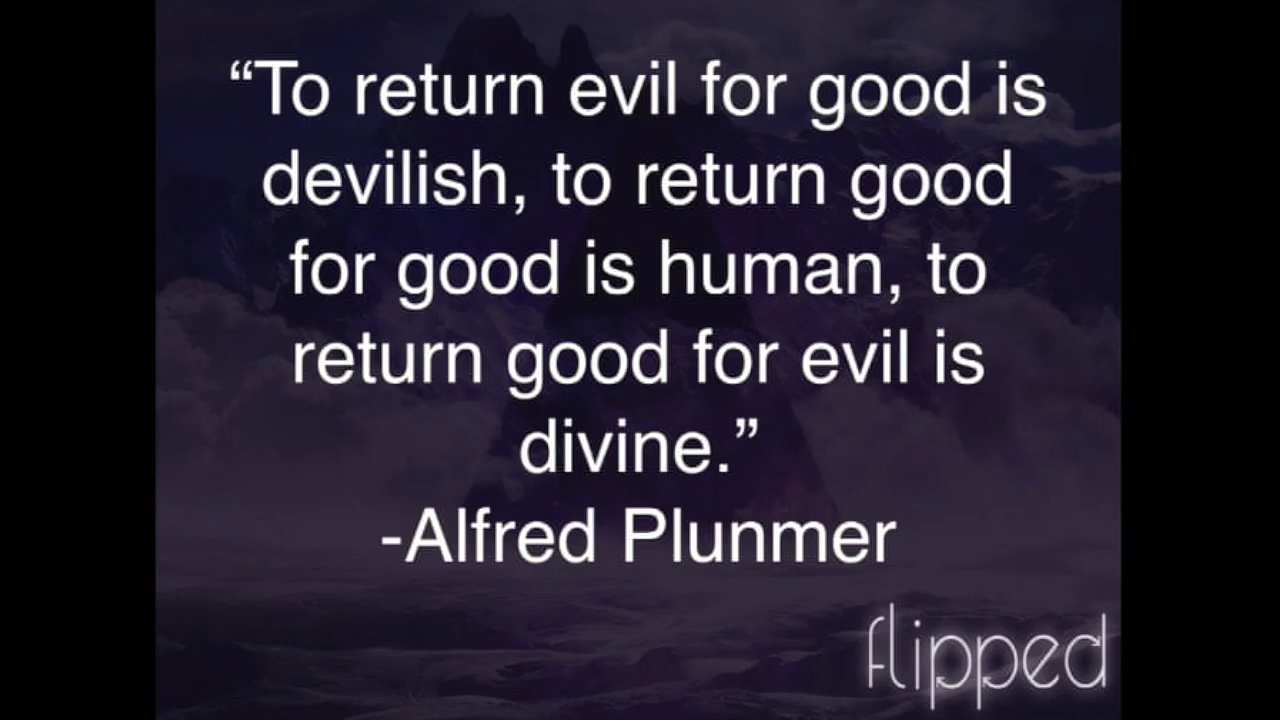 “To return evil for good is
devilish, to return good
for good is human, to
return good for evil is
divine.”
-Alfred Plunmer
flipped